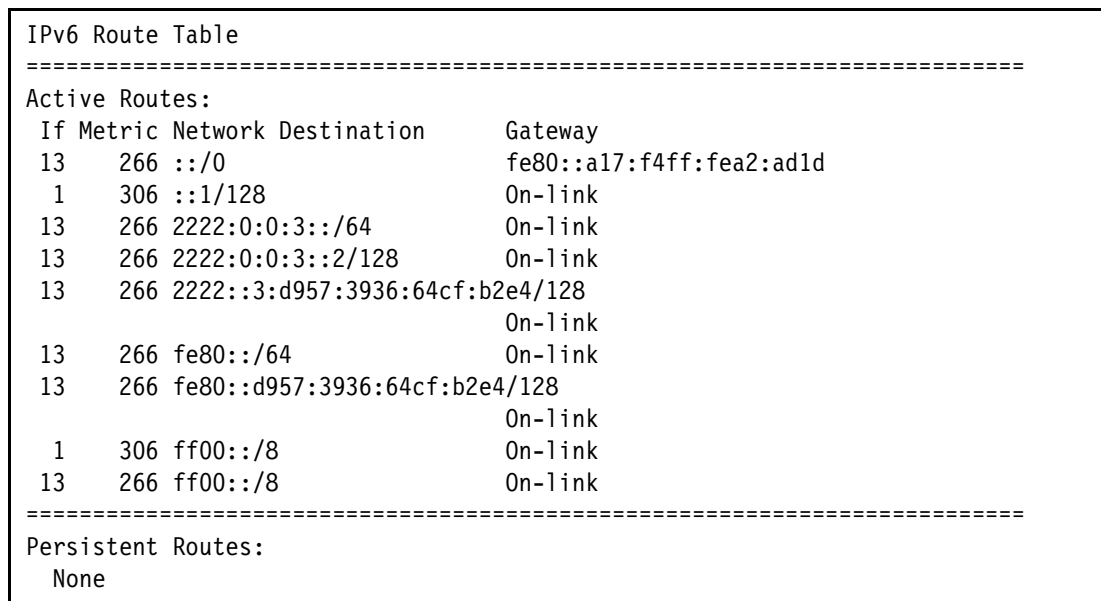 IPv6 Route Table
===========================================================================
Active Routes:
 If Metric Network Destination      Gateway
 13    266 ::/0                     fe80::a17:f4ff:fea2:ad1d
  1    306 ::1/128                  On-link
 13    266 2222:0:0:3::/64          On-link
 13    266 2222:0:0:3::2/128        On-link
 13    266 2222::3:d957:3936:64cf:b2e4/128
                                    On-link
 13    266 fe80::/64                On-link
 13    266 fe80::d957:3936:64cf:b2e4/128
                                    On-link
  1    306 ff00::/8                 On-link
 13    266 ff00::/8                 On-link
===========================================================================
Persistent Routes:
  None